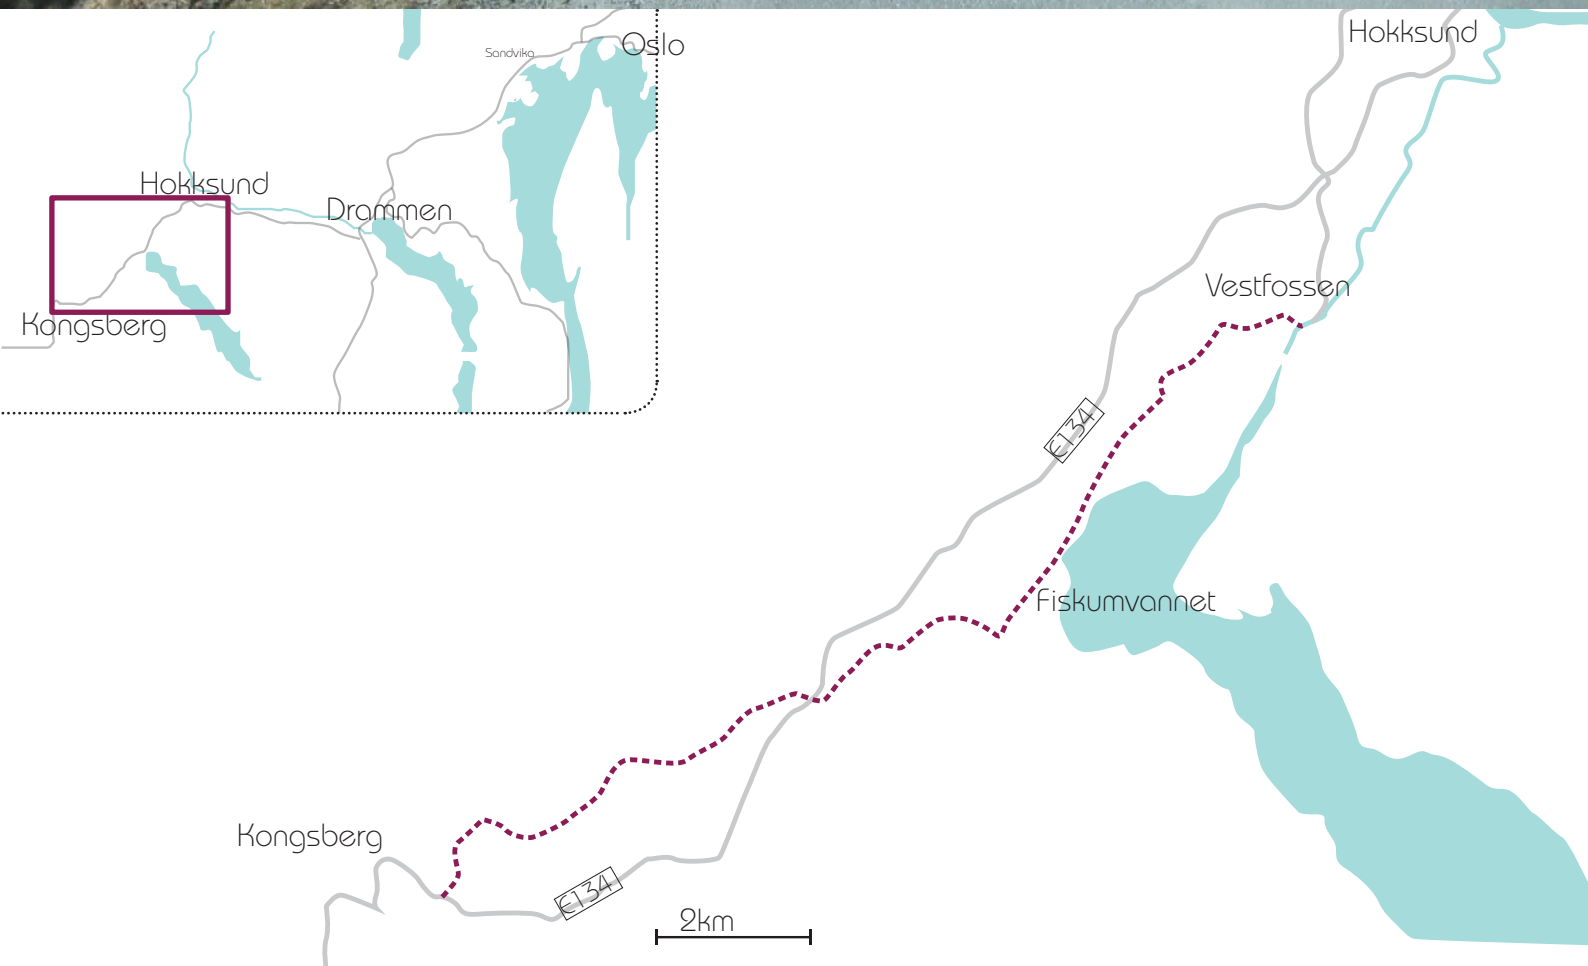 Sandvika
Oslo
Hokksund
Drammen
Kongsberg
Hokksund
Vestfossen
E134
Fiskumvannet
Kongsberg
E134
2km